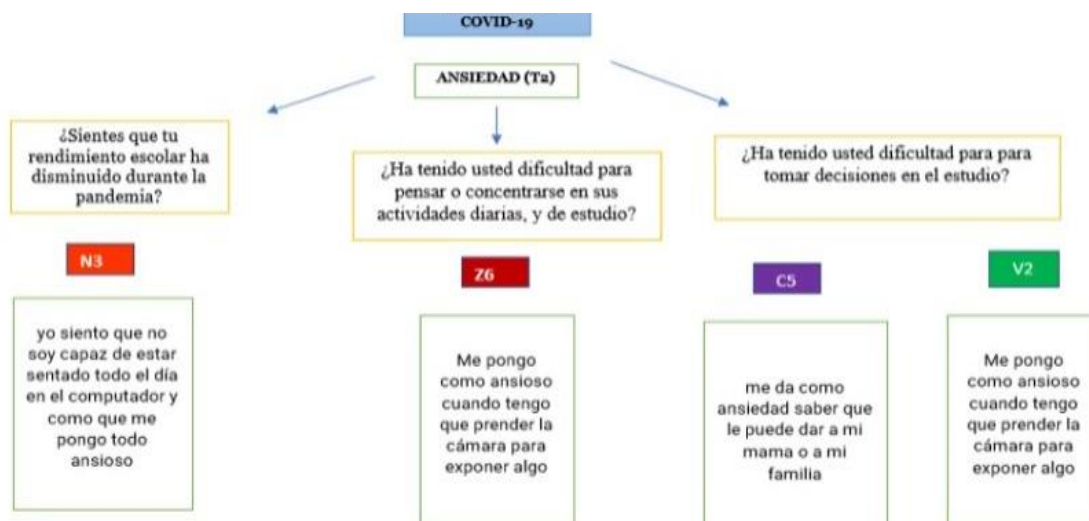 COVID-19
ANSIEDAD (T2)
¿Sientes que tu
rendimiento escolar ha
disminuido durante la
pandemia?
¿Ha tenido usted dificultad para
pensar o concentrarse en sus
actividades diarias, y de estudio?
¿Ha tenido usted dificultad para para
tomar decisiones en el estudio?
N3
Z6
C5
V2
yo siento que no
soy capaz de estar
sentado todo el día
en el computador y
como que me
pongo todo
ansioso
Me pongo
como ansioso
cuando tengo
que prender la
cámara para
exponer algo
me da como
ansiedad saber que
le puede dar a mi
mama o a mi
familia
Me pongo
como ansioso
cuando tengo
que prender la
cámara para
exponer algo